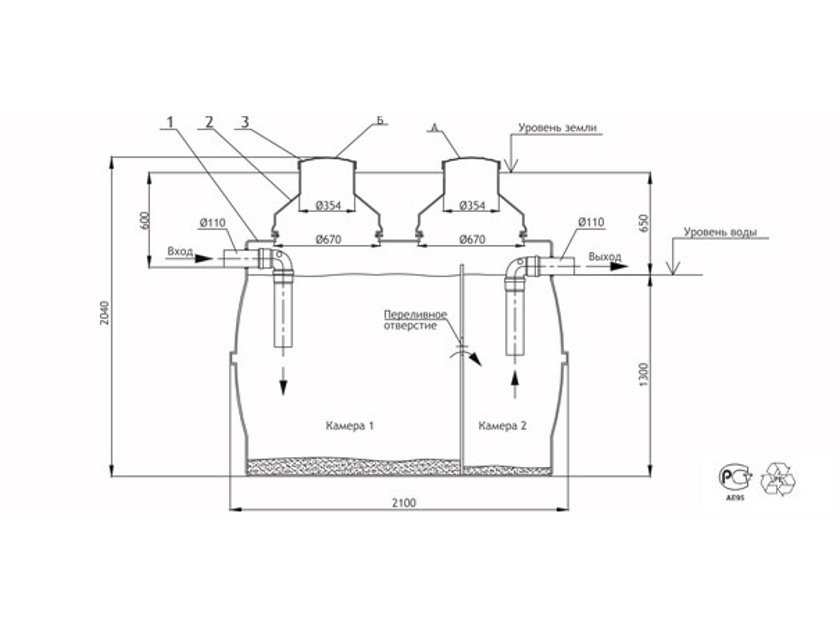 1
2
3
Б
А
Уровень земли
Ø354
Ø354
600
650
Ø110
Ø670
Ø670
Ø110
Уровень воды
Вход
Выход
2040
Переливное
отверстие
1300
Камера 1
Камера 2
2100
PE
АЕ95